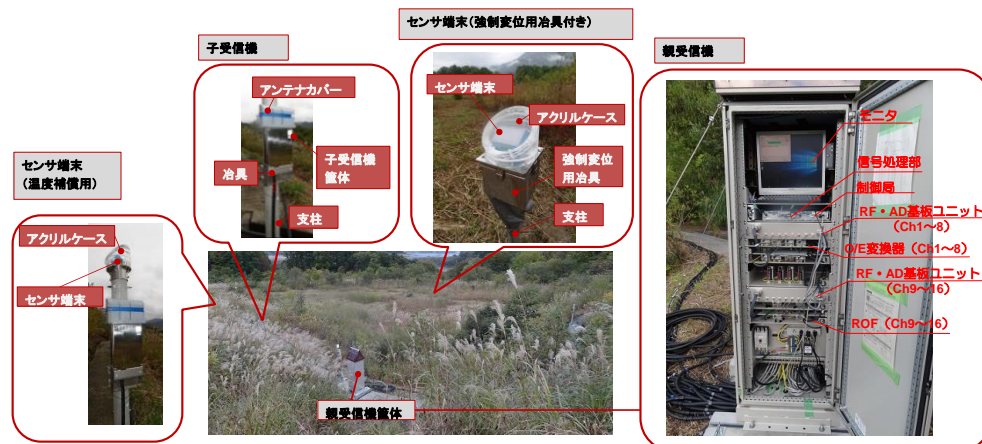 センサ端末
（温度補償用）
アクリルケース
センサ端末
子受信機
アンテナカバー
子受信機
筐体
冶具
支柱
センサ端末（強制変位用冶具付き）
センサ端末
アクリルケース
強制変位
用冶具
支柱
親受信機筐体
親受信機
モニタ
信号処理部
制御局
RF・AD基板ユニット
（Ch1～8）
O/E変換器（Ch1～8）
RF・AD基板ユニット
（Ch9～16）
ROF（Ch9～16）